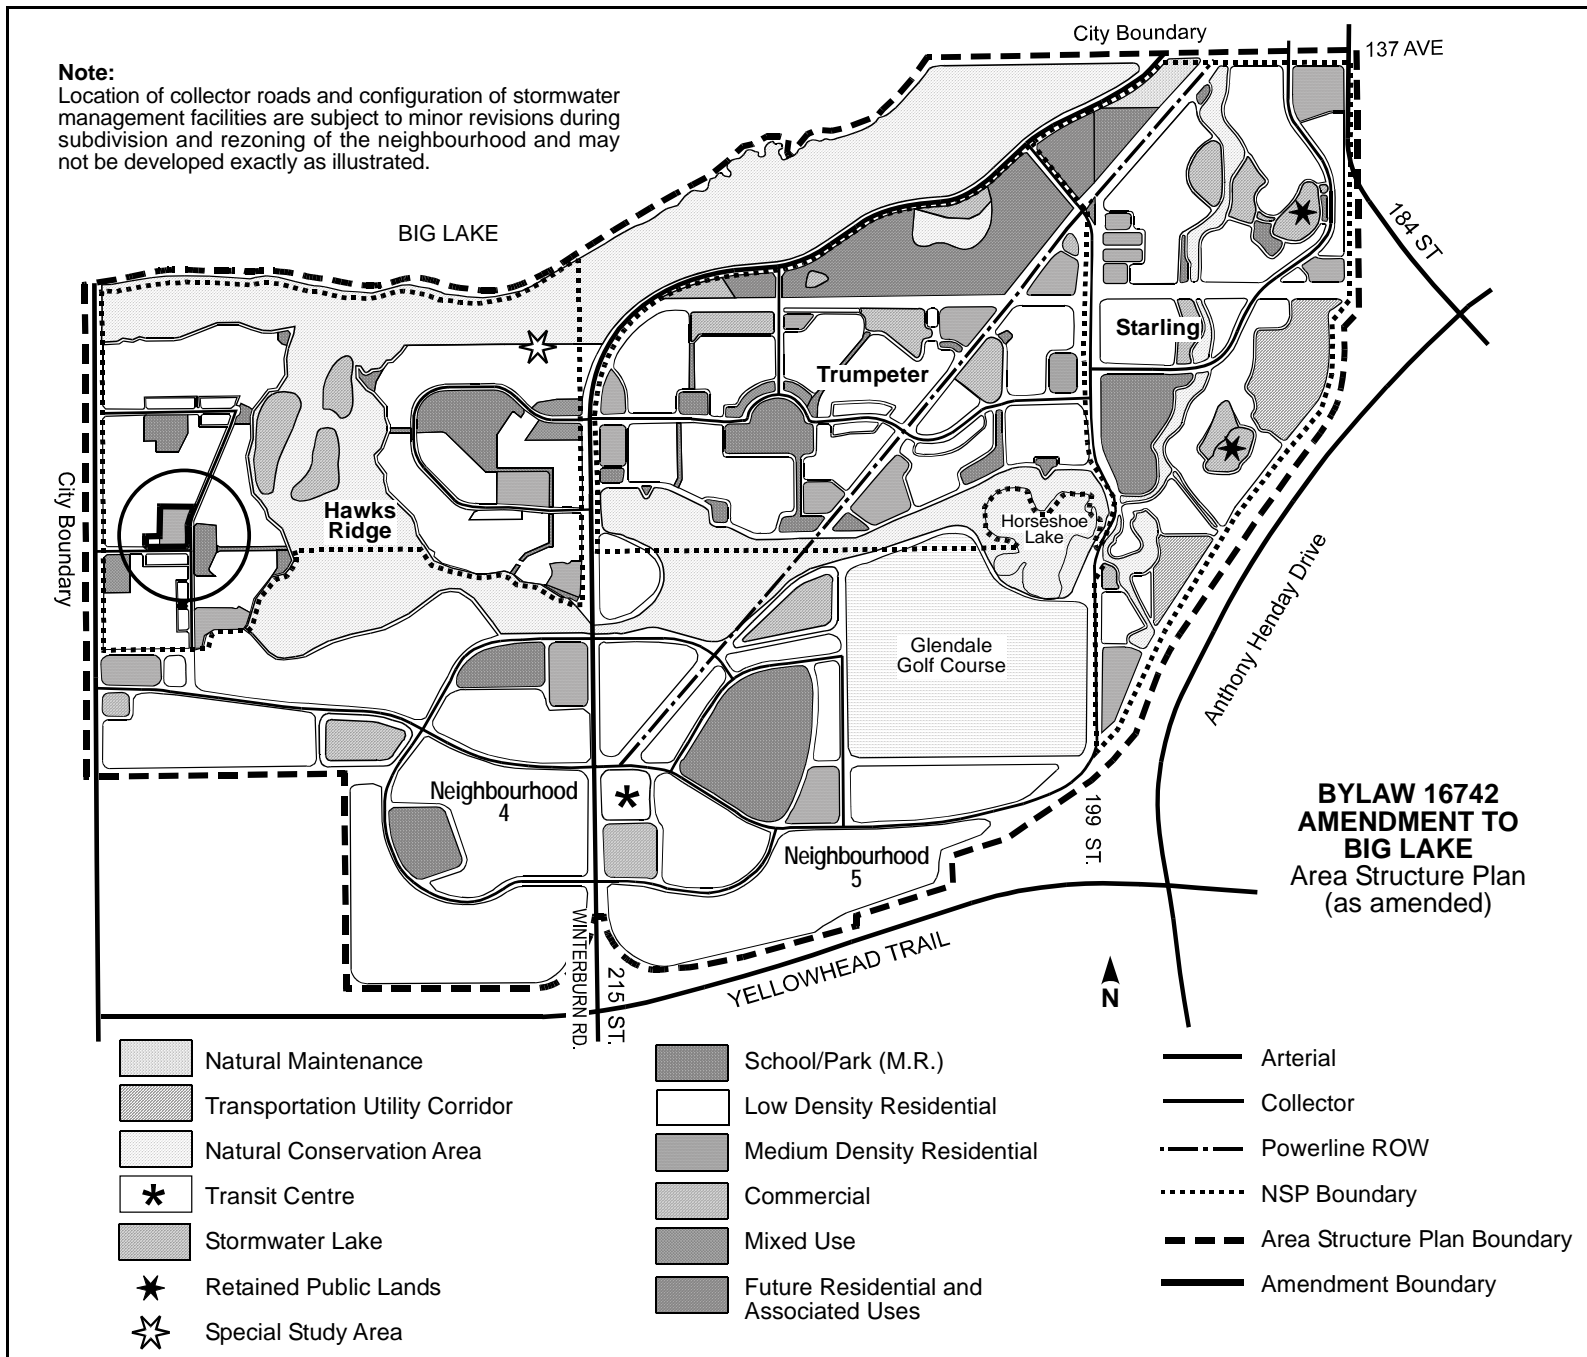 City Boundary
137 AVE
Note:
Location of collector roads and configuration of stormwater
management facilities are subject to minor revisions during
subdivision and rezoning of the neighbourhood and may
not be developed exactly as illustrated.
BIG LAKE
184 ST
Starling
Trumpeter
City Boundary
Hawks
Ridge
Horseshoe
Lake
Glendale
Golf Course
Anthony Henday Drive
Neighbourhood
4
Neighbourhood
5
199 ST.
BYLAW 16742
AMENDMENT TO
BIG LAKE
Area Structure Plan
(as amended)
WINTERBURN RD.
215 ST.
YELLOWHEAD TRAIL
N
Natural Maintenance
Transportation Utility Corridor
Natural Conservation Area
Transit Centre
Stormwater Lake
Retained Public Lands
Special Study Area
School/Park (M.R.)
Low Density Residential
Medium Density Residential
Commercial
Mixed Use
Future Residential and
Associated Uses
Arterial
Collector
Powerline ROW
NSP Boundary
Area Structure Plan Boundary
Amendment Boundary